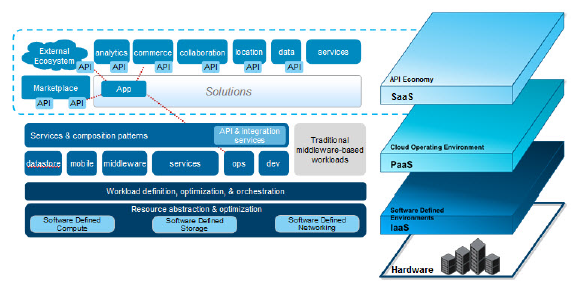 External
Ecosystem
API
analytics
API
commerce
API
collaboration
API
location
API
data
API
services
Marketplace
API
API
App
Solutions
Services & composition patterns
API & integration
services
datastore
mobile
middleware
services
ops
dev
Traditional
middleware-based
workloads
Workload definition, optimization, & orchestration
Resource abstraction & optimization
Software Defined
Compute
Software Defined
Storage
Software Defined
Networking
API Economy
SaaS
Cloud Operating Environment
PaaS
Software Defined
Environments
IaaS
Hardware